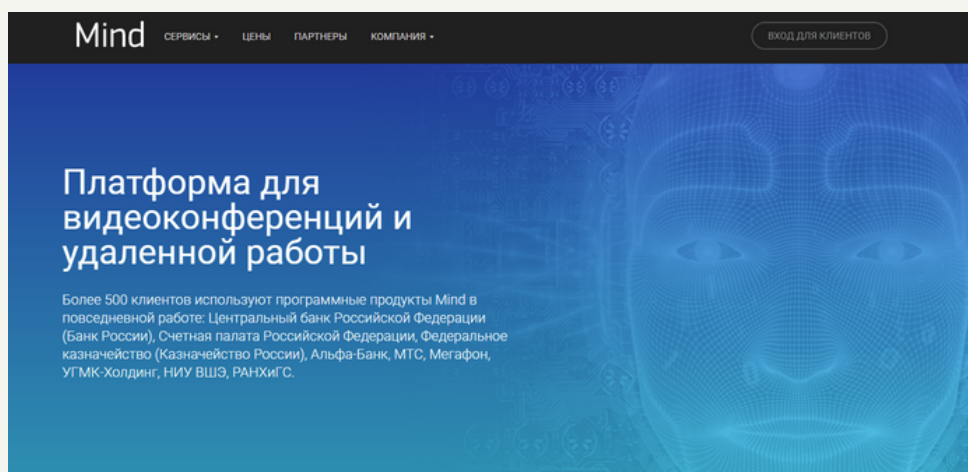 Mind СЕРВИСЫ ЦЕНЫ ПАРТНЕРЫ КОМПАНИЯ ВХОД ДЛЯ КЛИЕНТОВ
Платформа для
видеоконференций и
удаленной работы
Более 500 клиентов используют программные продукты Mind в
повседневной работе: Центральный банк Российской Федерации
(Банк России), Счетная палата Российской Федерации, Федеральное
казначейство (Казначейство России), Альфа-Банк, МТС, Мегафон,
УГМК-Холдинг, НИУ ВШЭ, РАНХиГС.